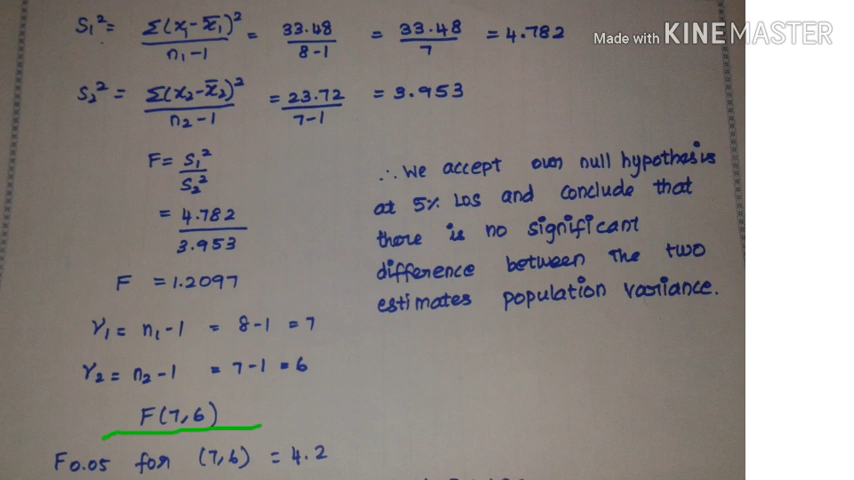 S₁² = Σ(x₁-x̄₁)² / n₁-1 = 33.48 / 8-1 = 33.48 / 7 = 4.782
Made with KINEMASTER
S₂² = Σ(x₂-x̄₂)² / n₂-1 = 23.72 / 7-1 = 3.953
F = S₁² / S₂²
= 4.782 / 3.953
F = 1.2097
γ₁ = n₁-1 = 8-1 = 7
γ₂ = n₂-1 = 7-1 = 6
F(7,6)
F0.05 for (7,6) = 4.2
∴ We accept our null hypothesis
at 5% LOS and conclude that
there is no significant
difference between the two
estimates population variance.